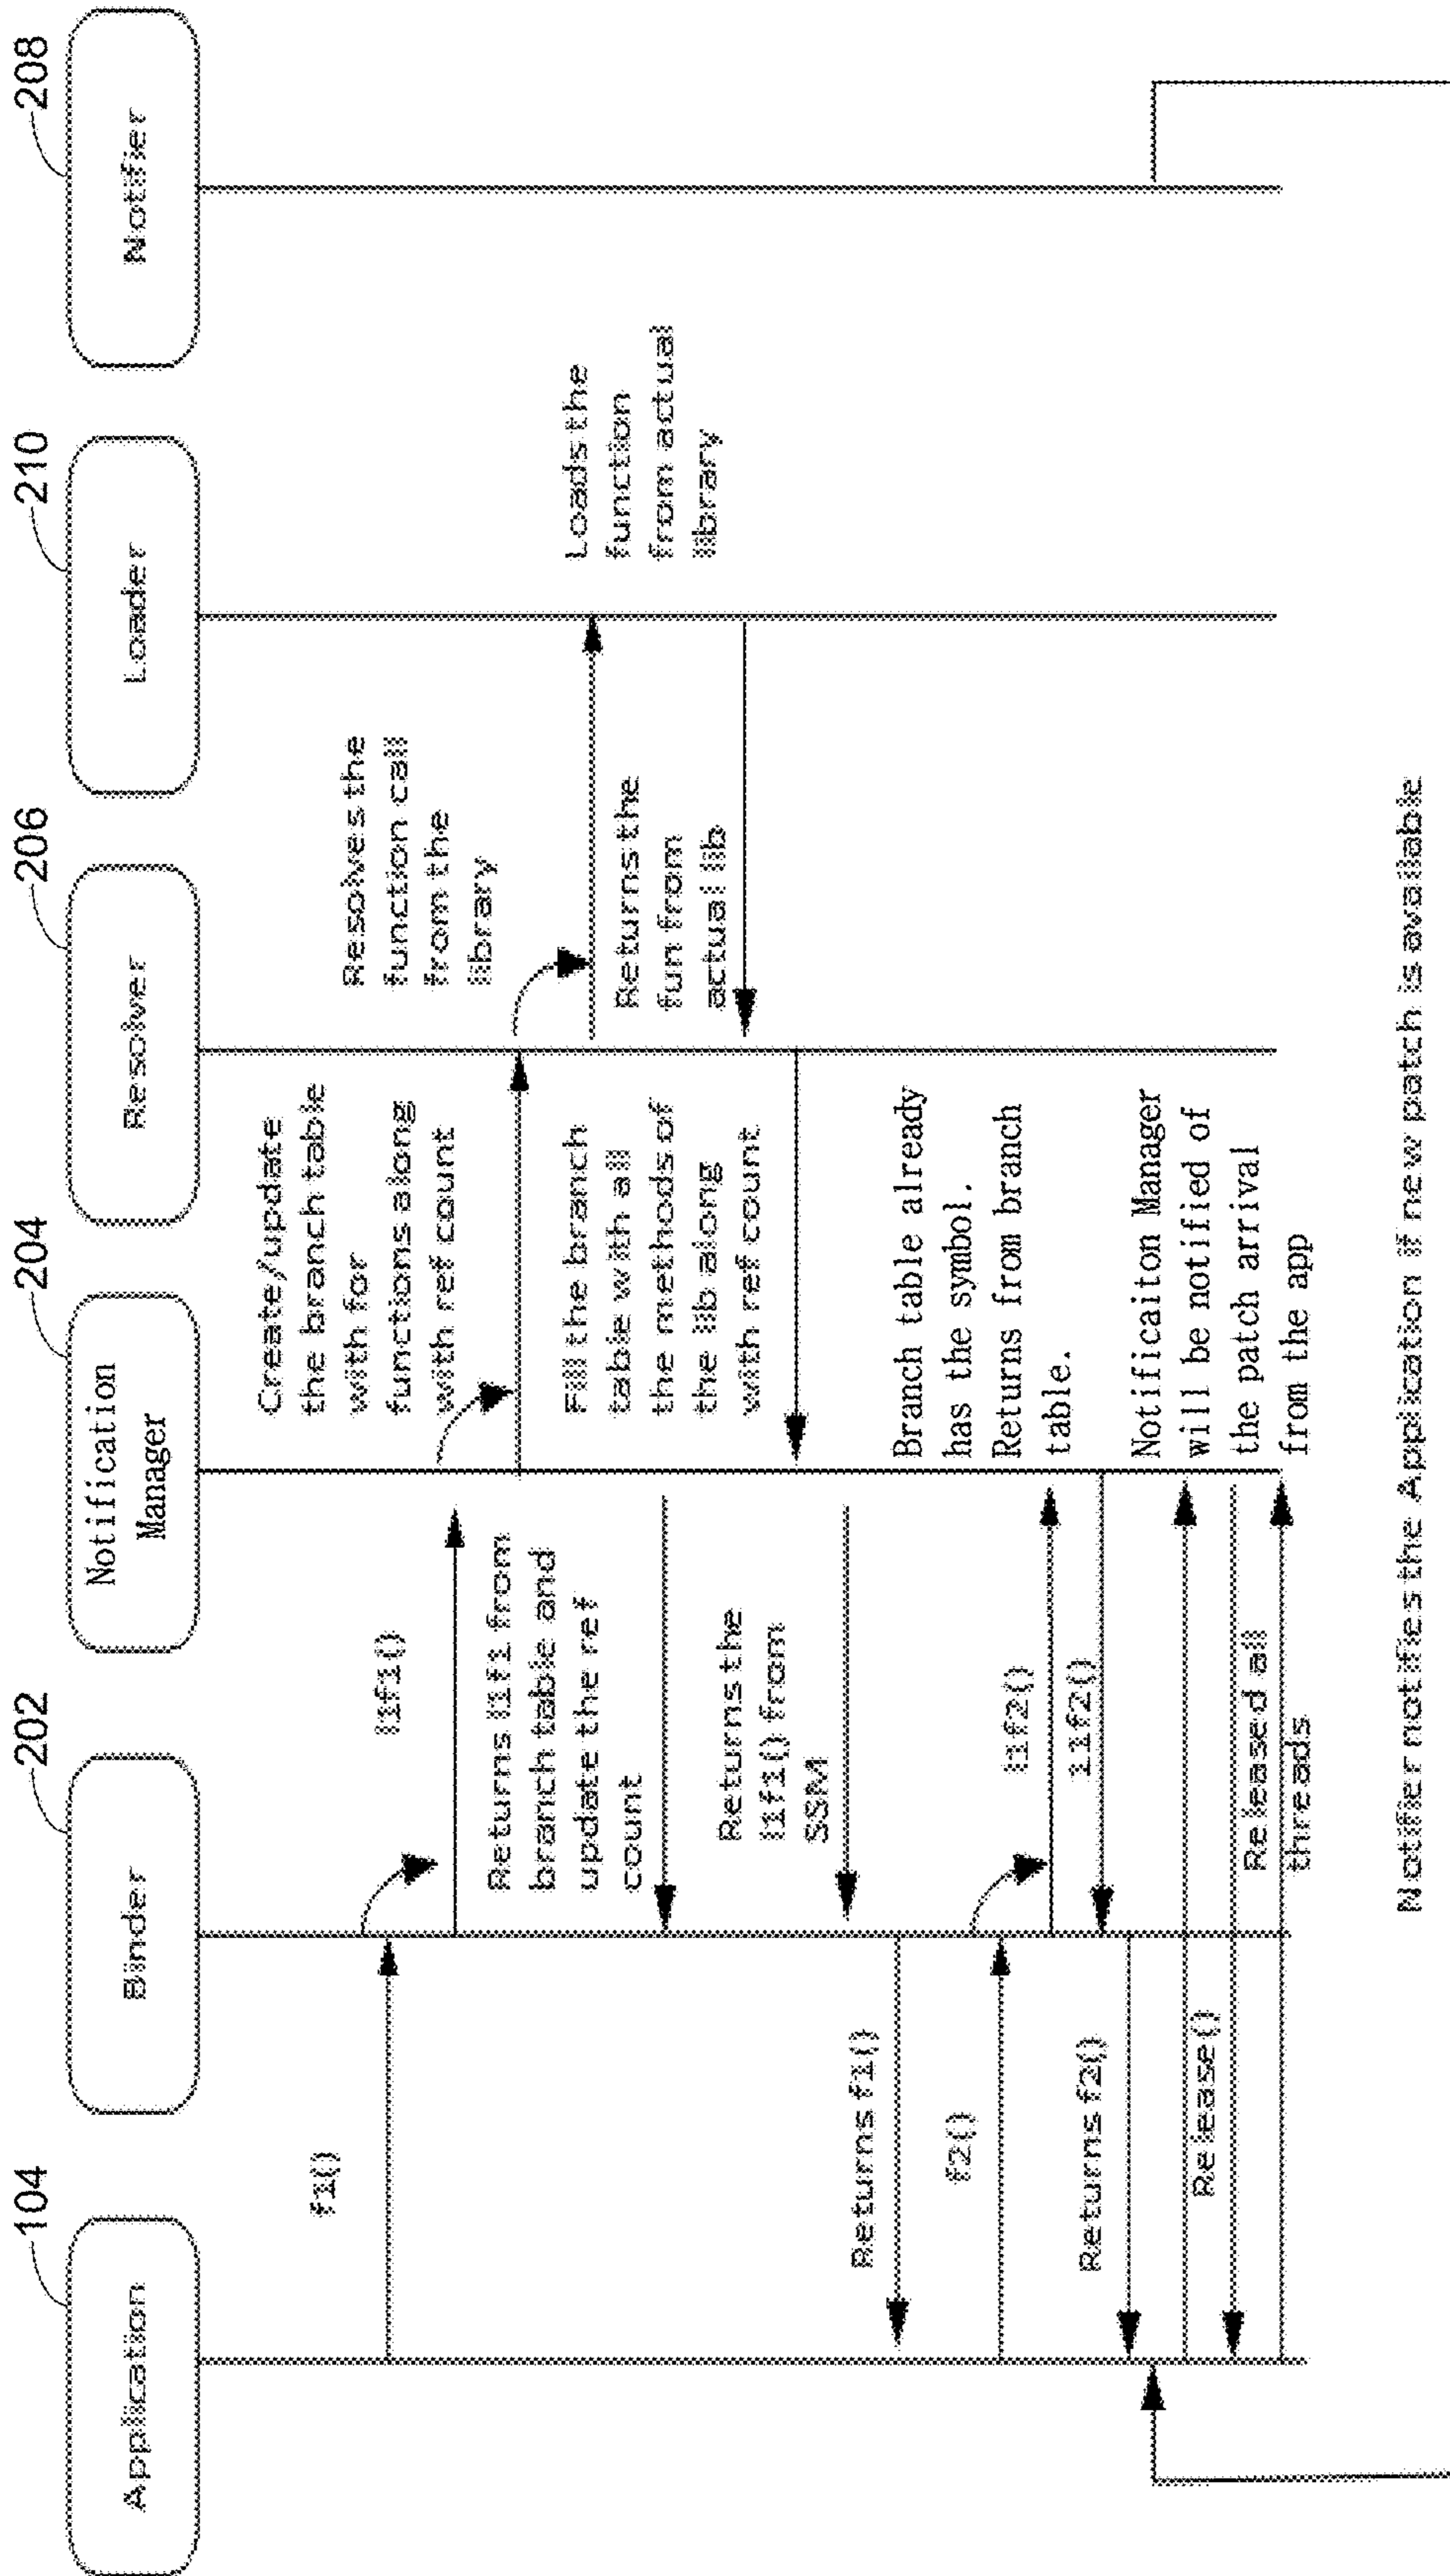 104
202
204
206
210
208
Application
Binder
Notification
Manager
Resolver
Loader
Notifier
f1()
l1f1()
Create/update
the branch table
with for
functions along
with ref count
Resolves the
function call
from the
library
Returns l1f1 from
branch table and
update the ref
count
Fill the branch
table with all
the methods of
the lib along
with ref count
Returns the
fun from
actual lib
Loads the
function
from actual
library
Returns the
l1f1() from
SSM
Returns f1()
f2()
l1f2()
l1f2()
Branch table already
has the symbol.
Returns from branch
table.
Returns f2()
Release()
Notificaiton Manager
will be notified of
the patch arrival
from the app
Released all
threads
Notifier notifies the Application if new patch is available